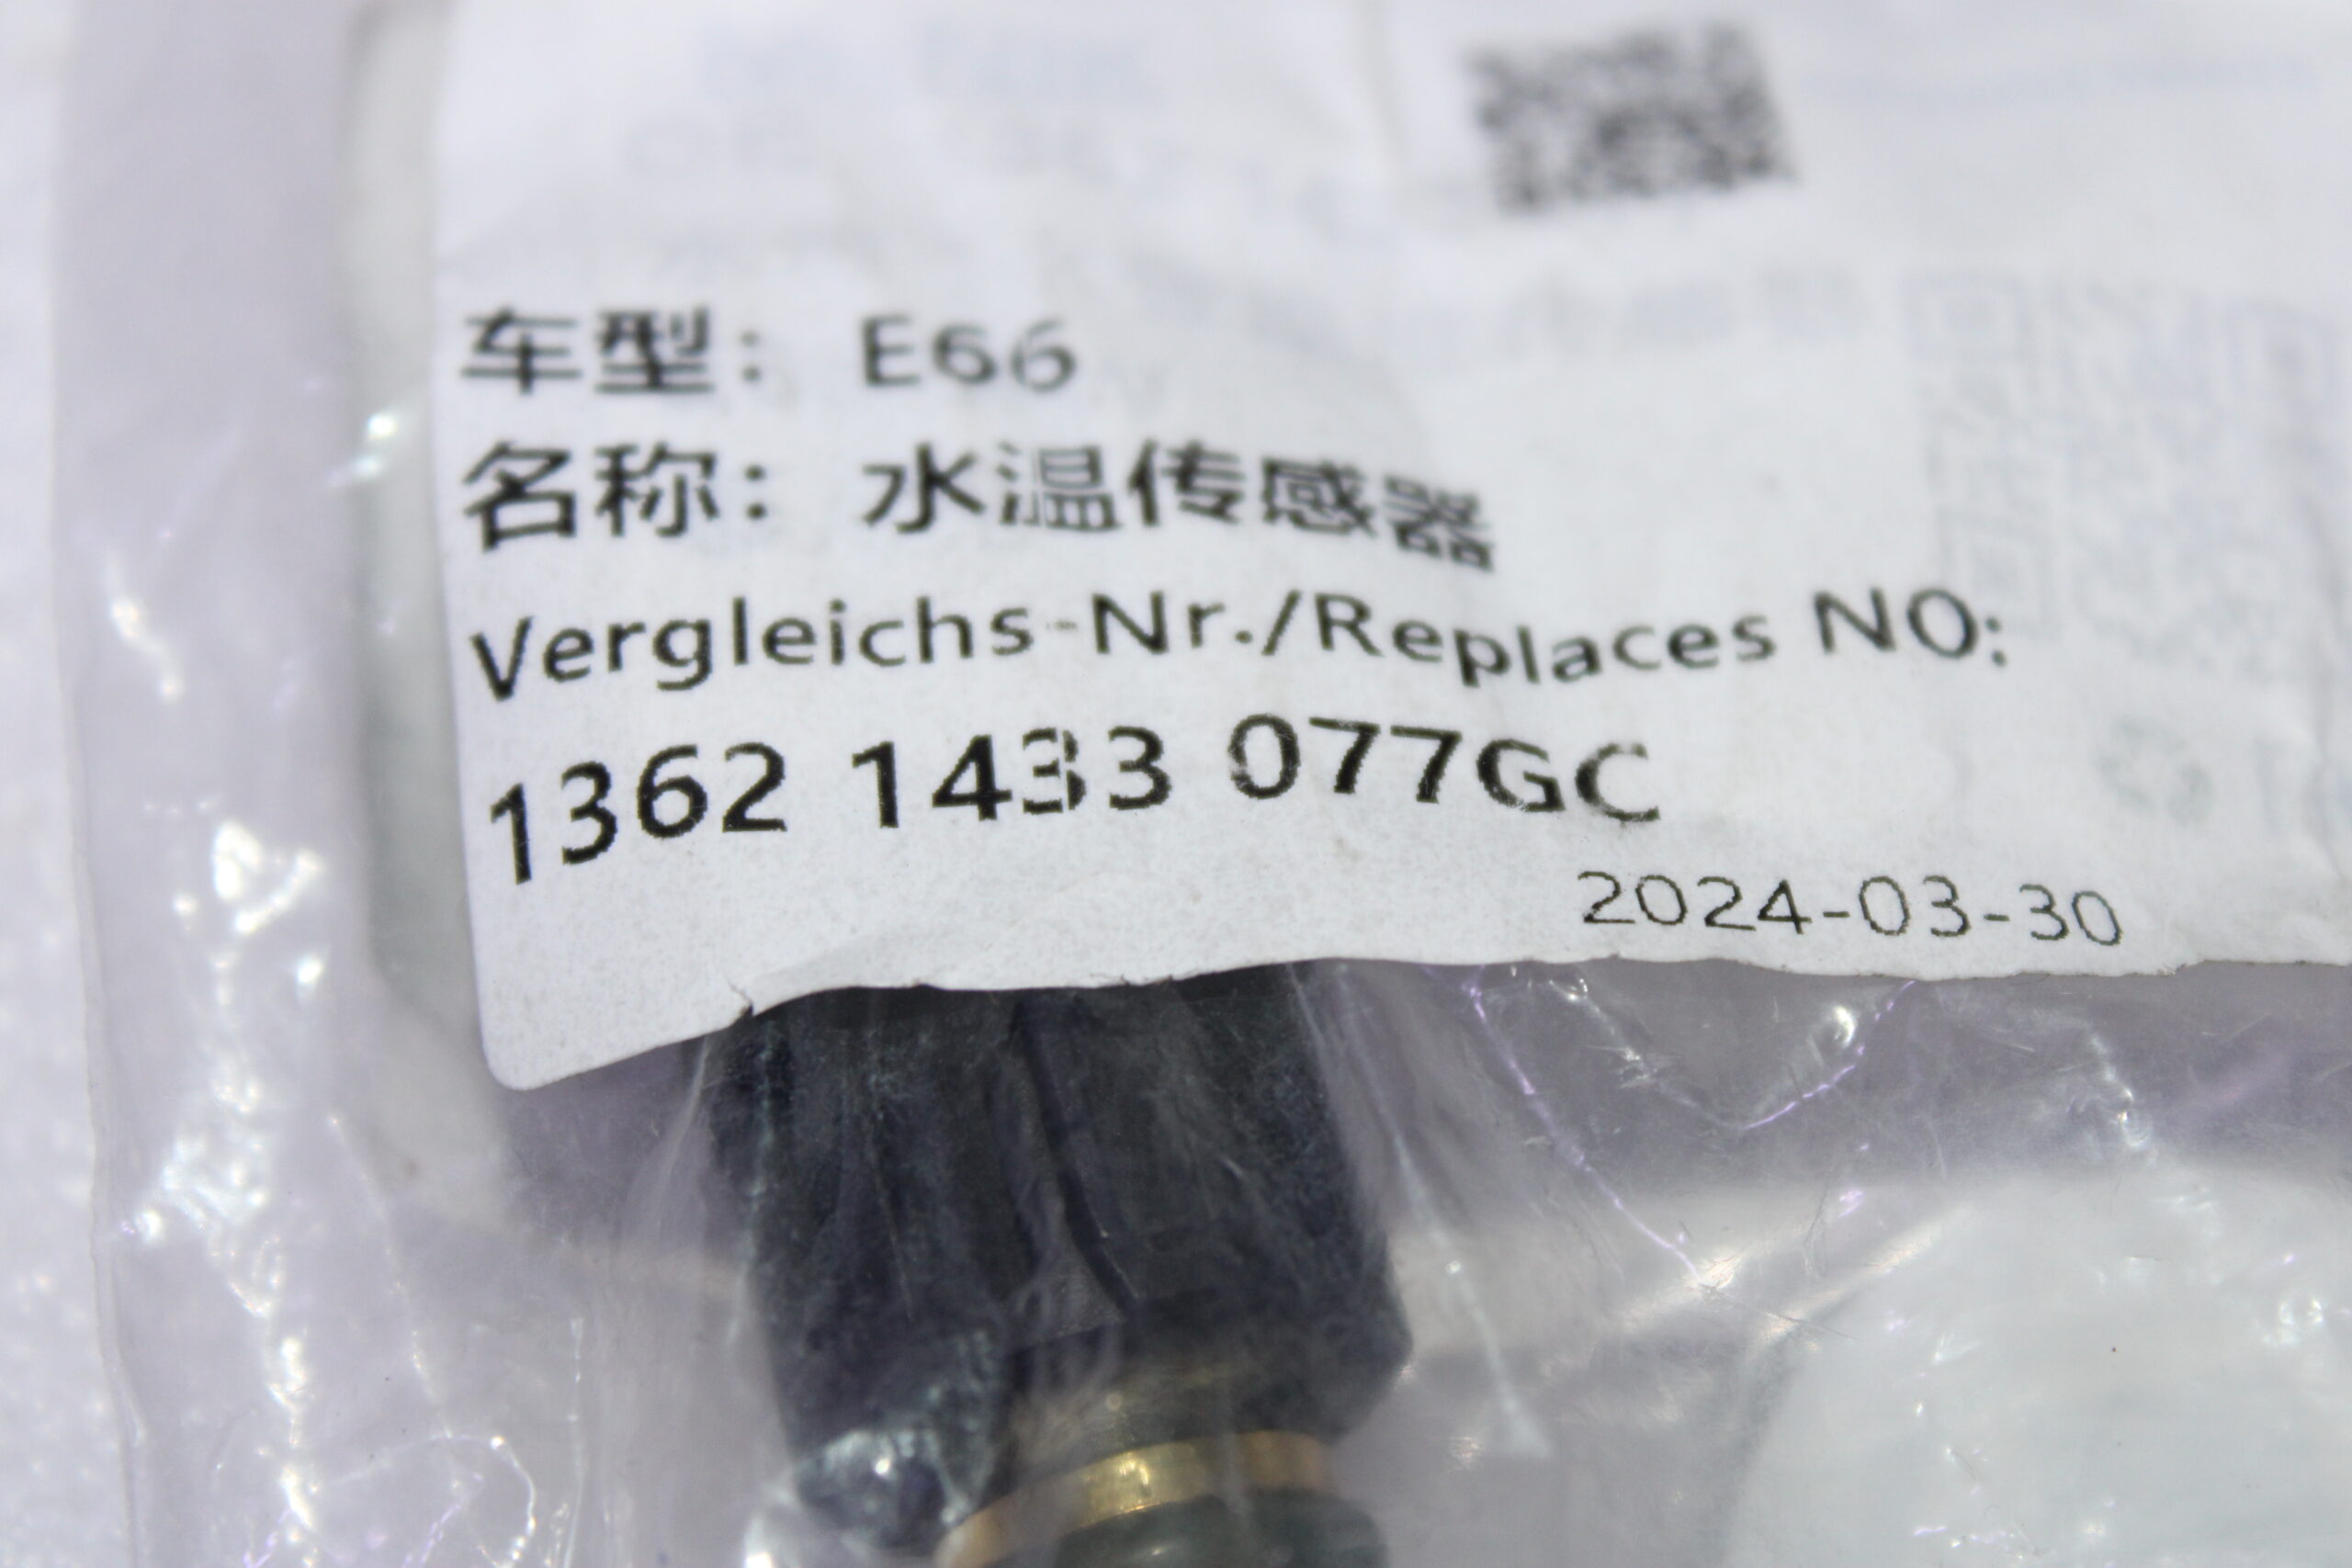 车型： E66
名称： 水温传感器
Vergleichs-Nr./Replaces NO:
1362 1433 077GC
2024-03-30